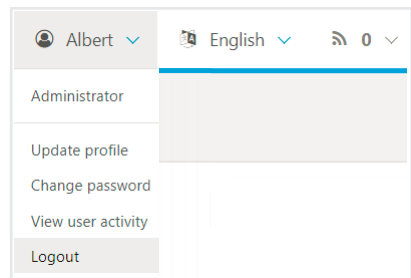 Albert English 0
Administrator
Update profile
Change password
View user activity
Logout